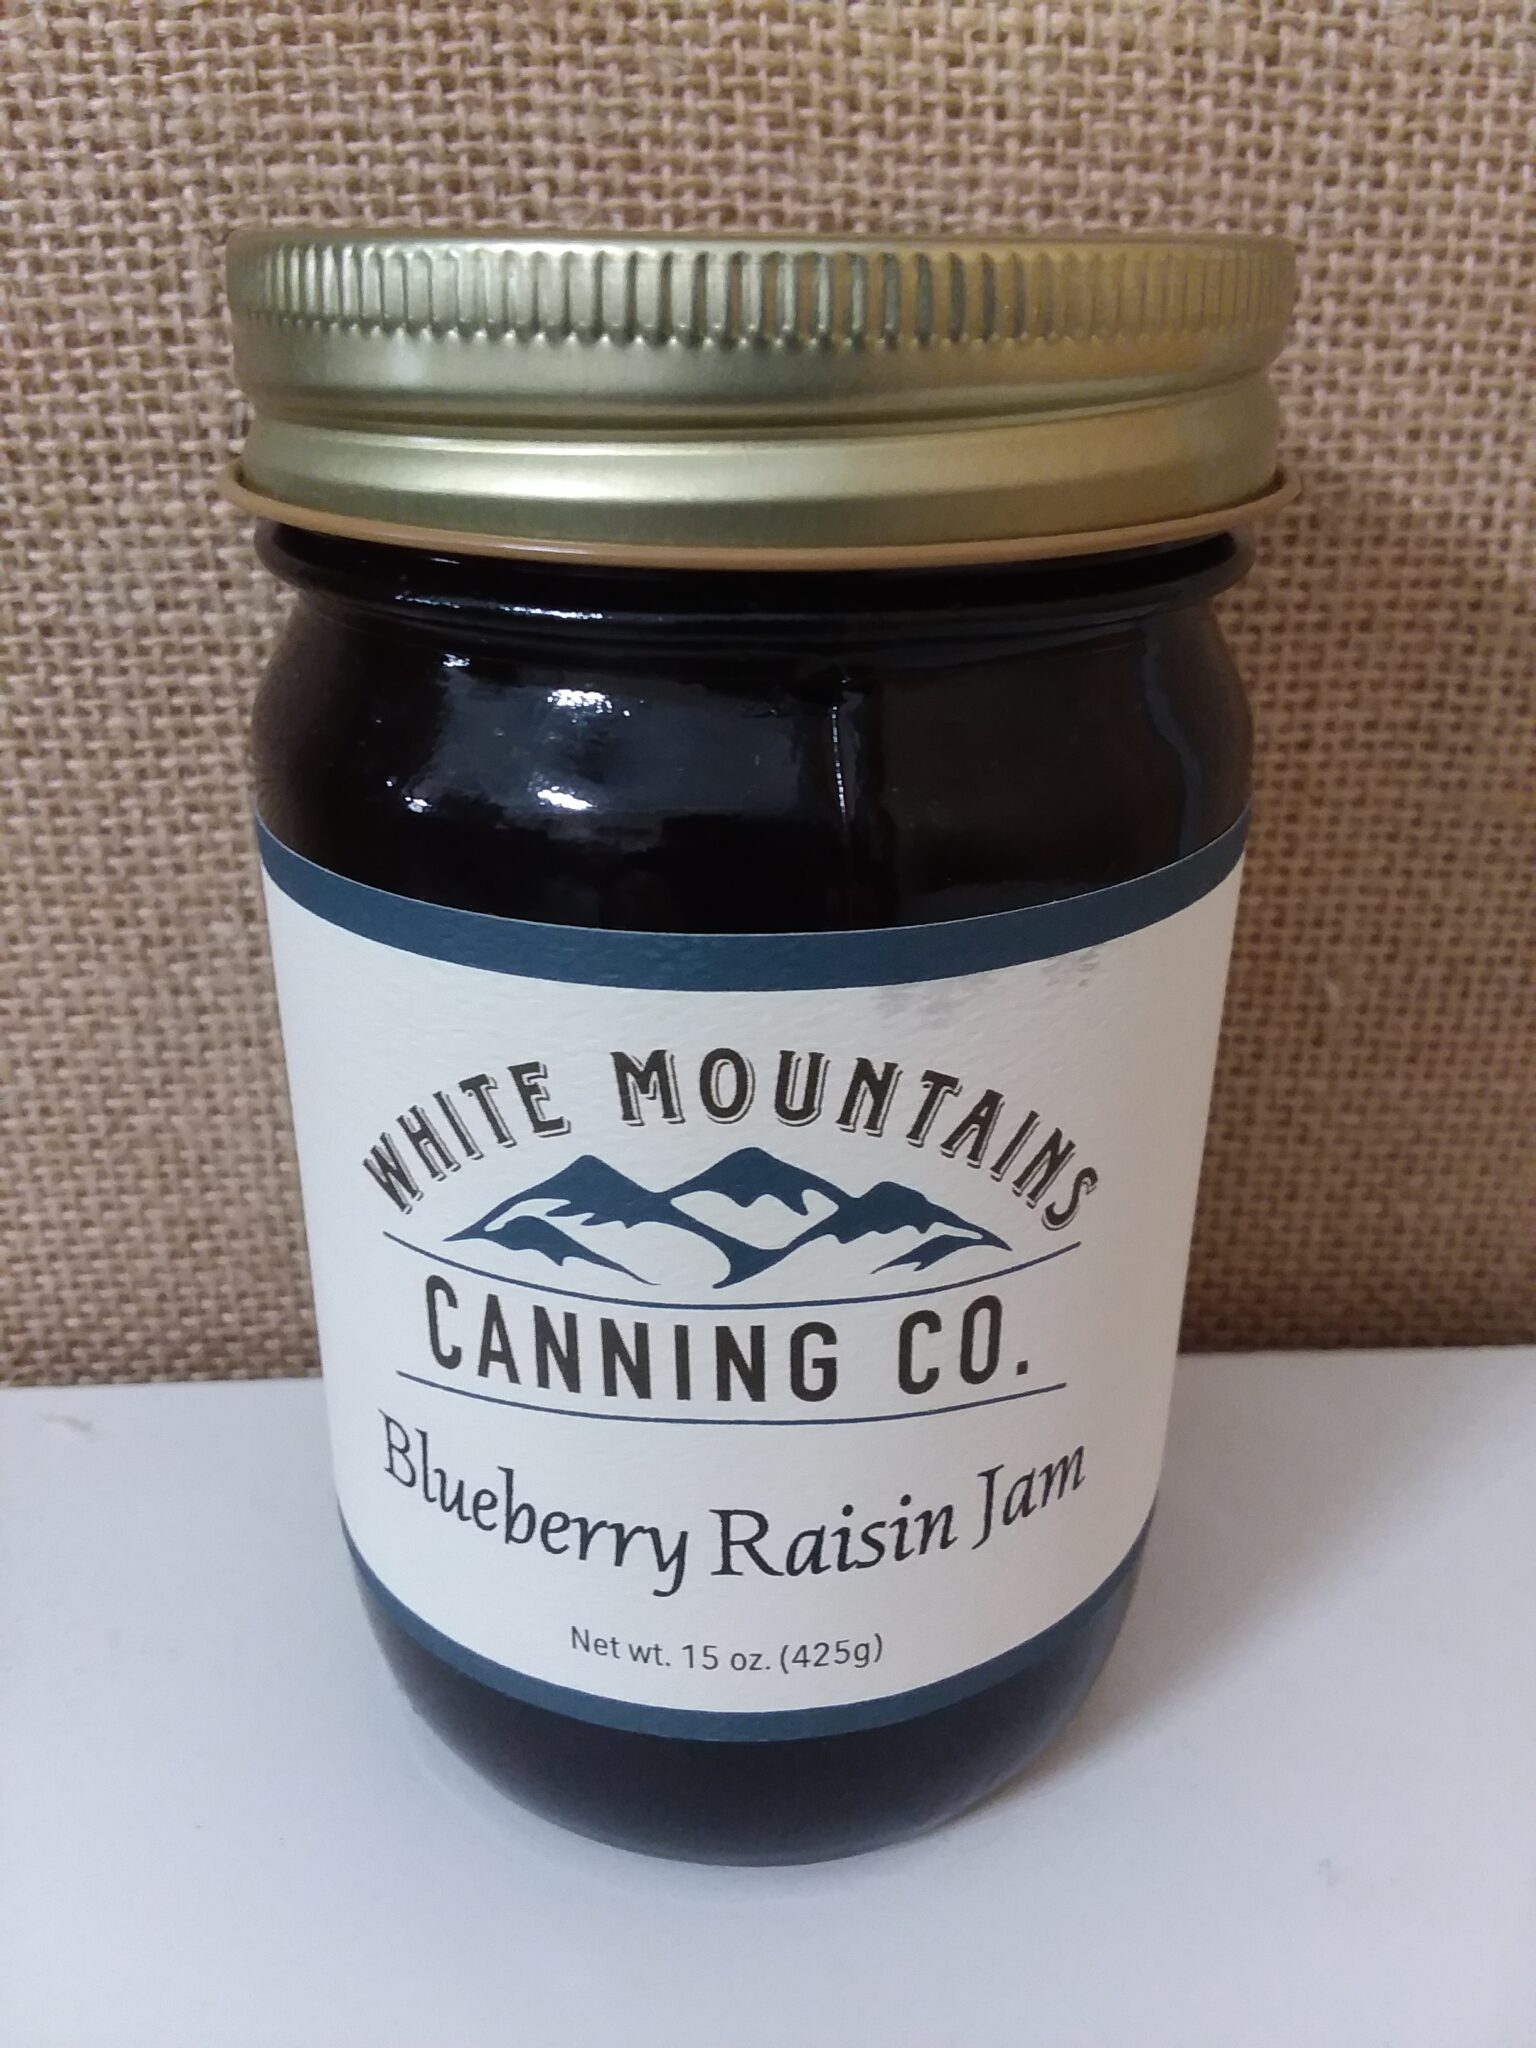 WHITE MOUNTAINS
CANNING CO.
Blueberry Raisin Jam
Net wt. 15 oz. (425g)